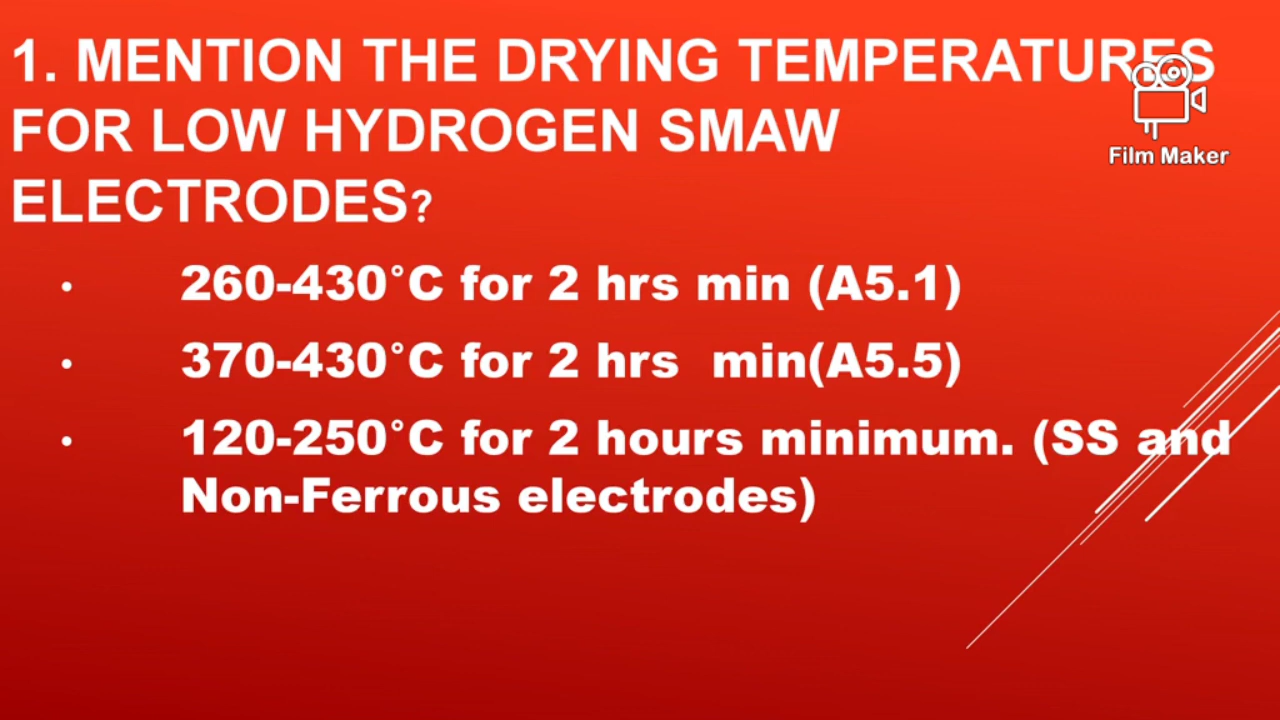 1. MENTION THE DRYING TEMPERATURES
FOR LOW HYDROGEN SMAW
ELECTRODES?
Film Maker
• 260-430°C for 2 hrs min (A5.1)
• 370-430°C for 2 hrs  min(A5.5)
• 120-250°C for 2 hours minimum. (SS and
Non-Ferrous electrodes)